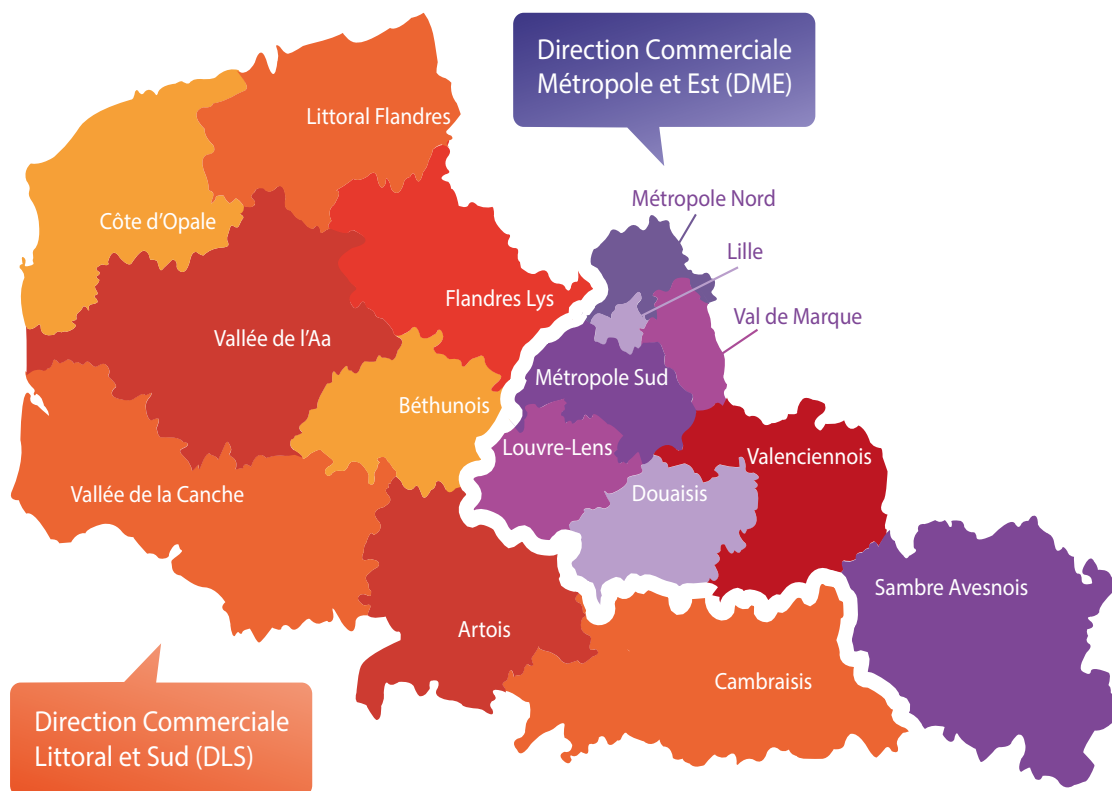 Direction Commerciale
Métropole et Est (DME)
Littoral Flandres
Métropole Nord
Côte d'Opale
Lille
Flandres Lys
Val de Marque
Vallée de l'Aa
Métropole Sud
Béthunois
Louvre-Lens
Valenciennois
Vallée de la Canche
Douaisis
Sambre Avesnois
Artois
Cambraisis
Direction Commerciale
Littoral et Sud (DLS)